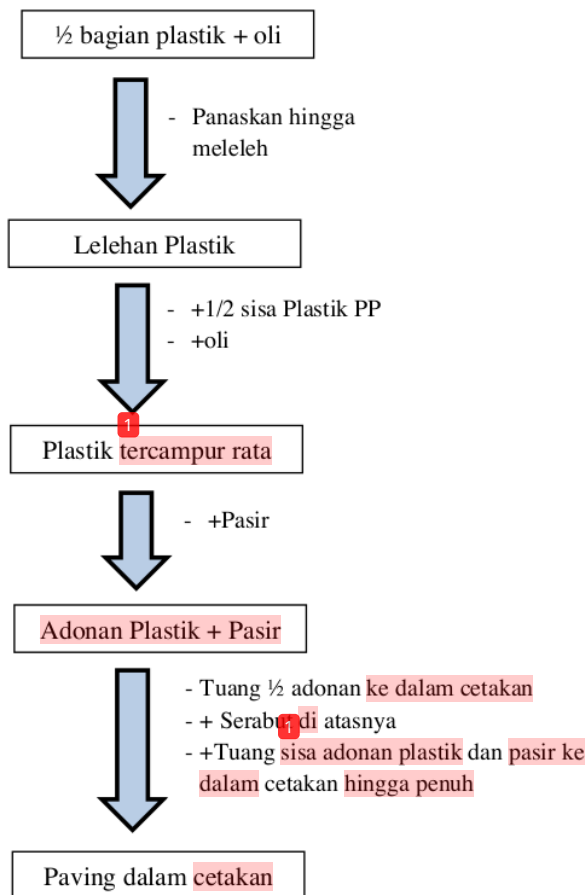 ½ bagian plastik + oli
- Panaskan hingga
meleleh
Lelehan Plastik
- +1/2 sisa Plastik PP
- +oli
1
Plastik tercampur rata
- +Pasir
Adonan Plastik + Pasir
- Tuang ½ adonan ke dalam cetakan
- + Serabut di atasnya
1
- +Tuang sisa adonan plastik dan pasir ke
dalam cetakan hingga penuh
Paving dalam cetakan